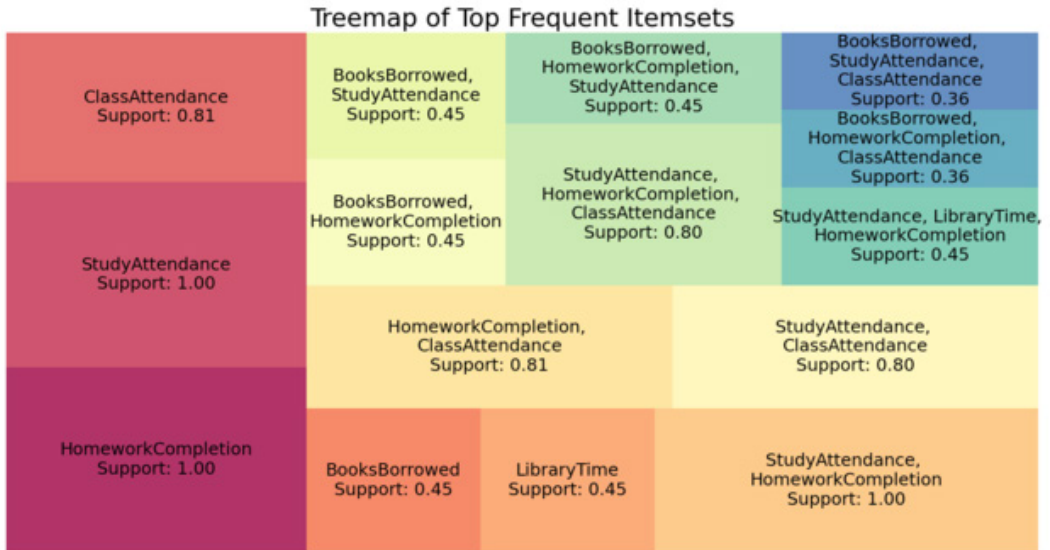 Treemap of Top Frequent Itemsets
ClassAttendance
Support: 0.81
StudyAttendance
Support: 1.00
HomeworkCompletion
Support: 1.00
BooksBorrowed,
StudyAttendance
Support: 0.45
BooksBorrowed,
HomeworkCompletion
Support: 0.45
BooksBorrowed,
HomeworkCompletion,
StudyAttendance
Support: 0.45
StudyAttendance,
HomeworkCompletion,
ClassAttendance
Support: 0.80
BooksBorrowed,
StudyAttendance,
ClassAttendance
Support: 0.36
BooksBorrowed,
HomeworkCompletion,
ClassAttendance
Support: 0.36
StudyAttendance, LibraryTime,
HomeworkCompletion
Support: 0.45
HomeworkCompletion,
ClassAttendance
Support: 0.81
StudyAttendance,
ClassAttendance
Support: 0.80
BooksBorrowed
Support: 0.45
LibraryTime
Support: 0.45
StudyAttendance,
HomeworkCompletion
Support: 1.00